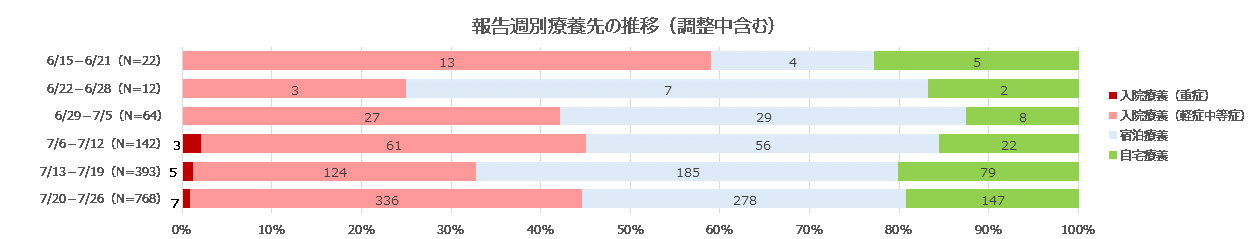 報告週別療養先の推移（調整中含む）
6/15－6/21（N=22） 13 4 5
6/22－6/28（N=12） 3 7 2
6/29－7/5（N=64） 27 29 8
7/6－7/12（N=142） 3 61 56 22
7/13－7/19（N=393） 5 124 185 79
7/20－7/26（N=768） 7 336 278 147
0% 10% 20% 30% 40% 50% 60% 70% 80% 90% 100%
入院療養（重症）
入院療養（軽症中等症）
宿泊療養
自宅療養